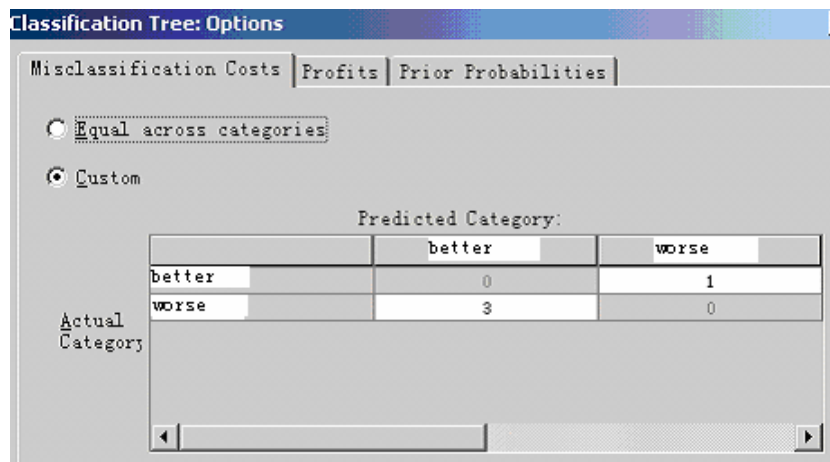 Classification Tree: Options
Misclassification Costs Profits Prior Probabilities
Equal across categories
Custom
Predicted Category:
better worse
better 0 1
worse 3 0
Actual
Category